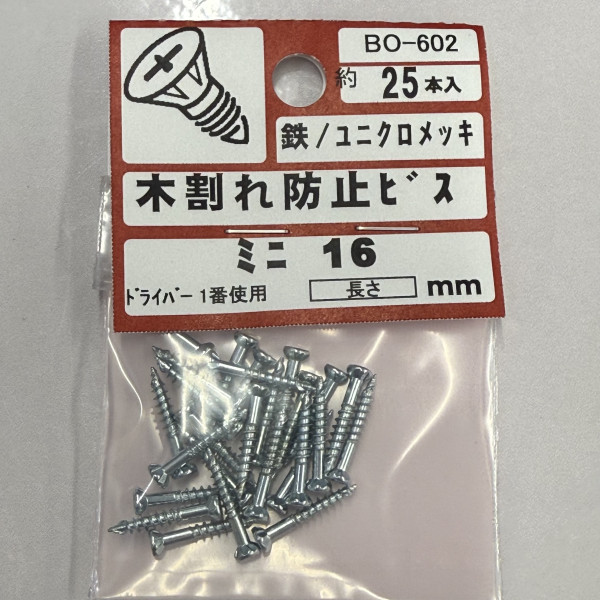 BO-602
約 25本入
鉄/ユニクロメッキ
木割れ防止ビス
ミニ 16
ドライバー1番使用 長さ mm